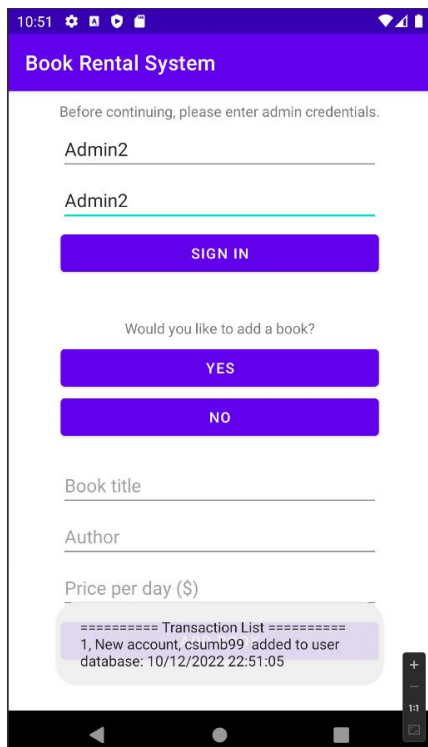 10:51
Book Rental System
Before continuing, please enter admin credentials.
Admin2
Admin2
SIGN IN
Would you like to add a book?
YES
NO
Book title
Author
Price per day ($)
========== Transaction List ==========
1, New account, csumb99  added to user
database: 10/12/2022 22:51:05
1:1